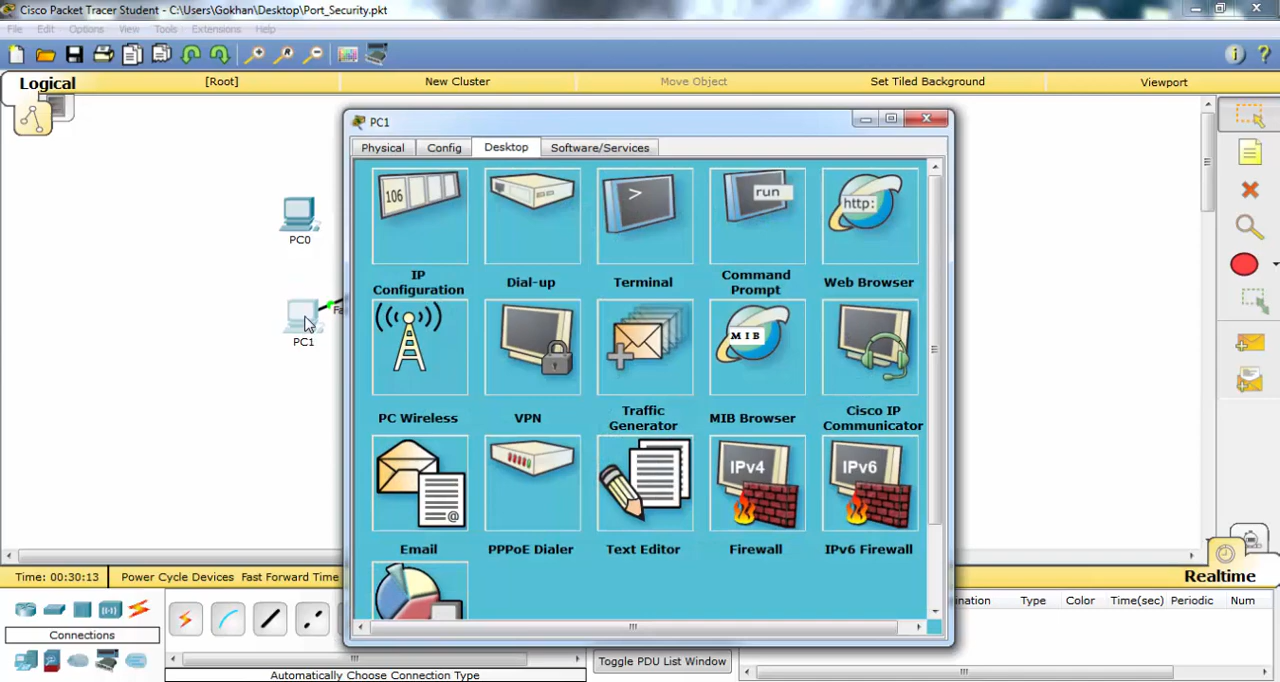 Cisco Packet Tracer Student - C:\Users\Gokhan\Desktop\Port_Security.pkt
File Edit Options View Tools Extensions Help
Logical [Root] New Cluster Move Object Set Tiled Background Viewport
PC1
Physical Config Desktop Software/Services
106
>
run
http:
IP
Configuration
Dial-up
Terminal
Command
Prompt
Web Browser
PC0
PC1
MIB
PC Wireless
VPN
Traffic
Generator
MIB Browser
Cisco IP
Communicator
@
IPv4
IPv6
Email
PPPoE Dialer
Text Editor
Firewall
IPv6 Firewall
Time: 00:30:13 Power Cycle Devices Fast Forward Time
Realtime
Connections
Automatically Choose Connection Type
Toggle PDU List Window
Type Color Time(sec) Periodic Num